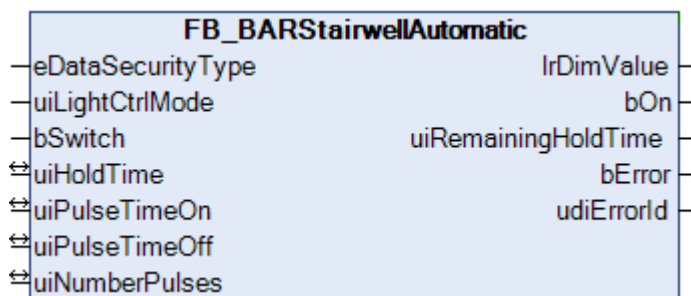 FB_BARStairwellAutomatic
eDataSecurityType lrDimValue
uiLightCtrlMode bOn
bSwitch uiRemainingHoldTime
uiHoldTime bError
uiPulseTimeOn udiErrorId
uiPulseTimeOff
uiNumberPulses